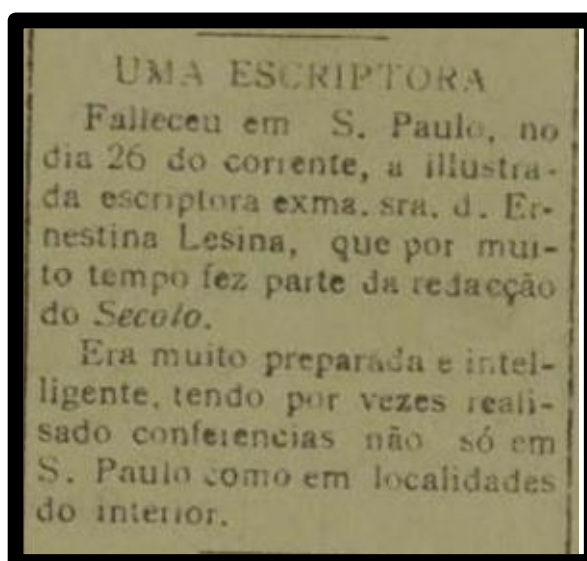 UMA ESCRIPTORA
Falleceu em S. Paulo, no
dia 26 do corrente, a illustra-
da escriptora exma. sra. d. Er-
nestina Lesina, que por mui-
to tempo fez parte da redacção
do Secolo.
Era muito preparada e intel-
ligente, tendo por vezes reali-
sado conferencias não só em
S. Paulo como em localidades
do interior.